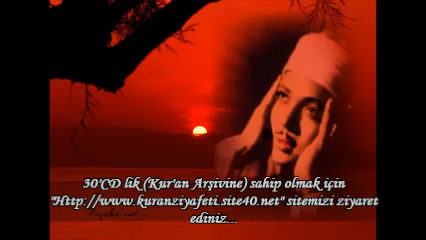 30'CD lik (Kur'an Arşivine) sahip olmak için
"Http://www.kuranziyafeti.site40.net" sitemizi ziyaret
ediniz...